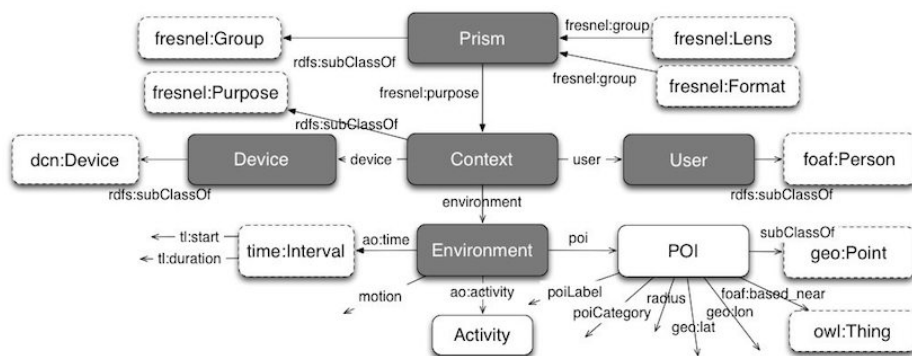 fresnel:Group
Prism
fresnel:group
fresnel:Lens
rdfs:subClassOf
fresnel:group
fresnel:Format
fresnel:Purpose
fresnel:purpose
rdfs:subClassOf
dcn:Device
Device
device
Context
user
User
foaf:Person
rdfs:subClassOf
rdfs:subClassOf
environment
tl:start
tl:duration
time:Interval
ao:time
Environment
poi
POI
subClassOf
geo:Point
motion
ao:activity
poiLabel
poiCategory
radius
geo:lat
geo:lon
foaf:based_near
Activity
owl:Thing